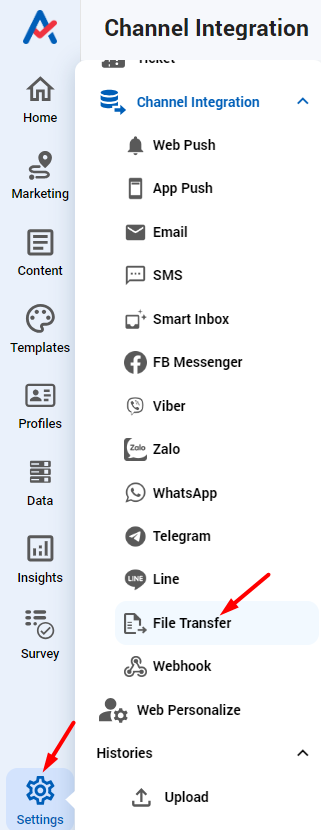 Channel Integration
Ticket
Channel Integration
Web Push
App Push
Email
SMS
Smart Inbox
FB Messenger
Viber
Zalo
Zalo
WhatsApp
Telegram
LINE
Line
File Transfer
Webhook
Web Personalize
Histories
Upload
Home
Marketing
Content
Templates
Profiles
Data
Insights
Survey
Settings